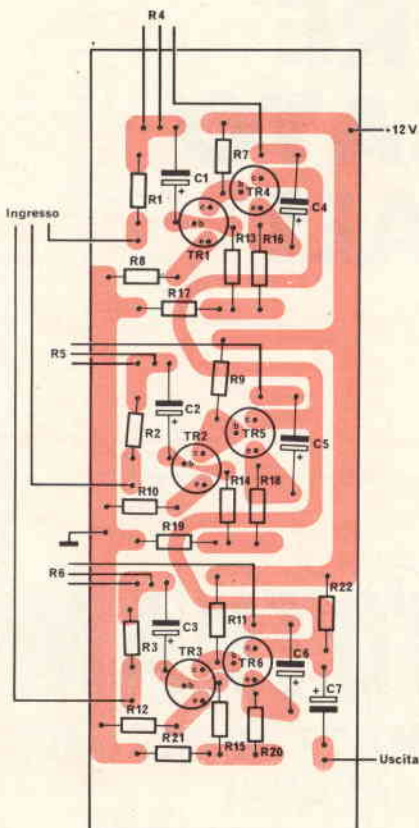 R4
+12V
R7
C1
TR4
R1
C4
Ingresso
TR1
R13
R16
R8
R17
R5
R9
C2
R2
TR5
C5
TR2
R14
R18
R10
R19
R6
R22
R11
C3
R3
C6
TR3
TR6
C7
R12
R15
R20
R21
Uscita